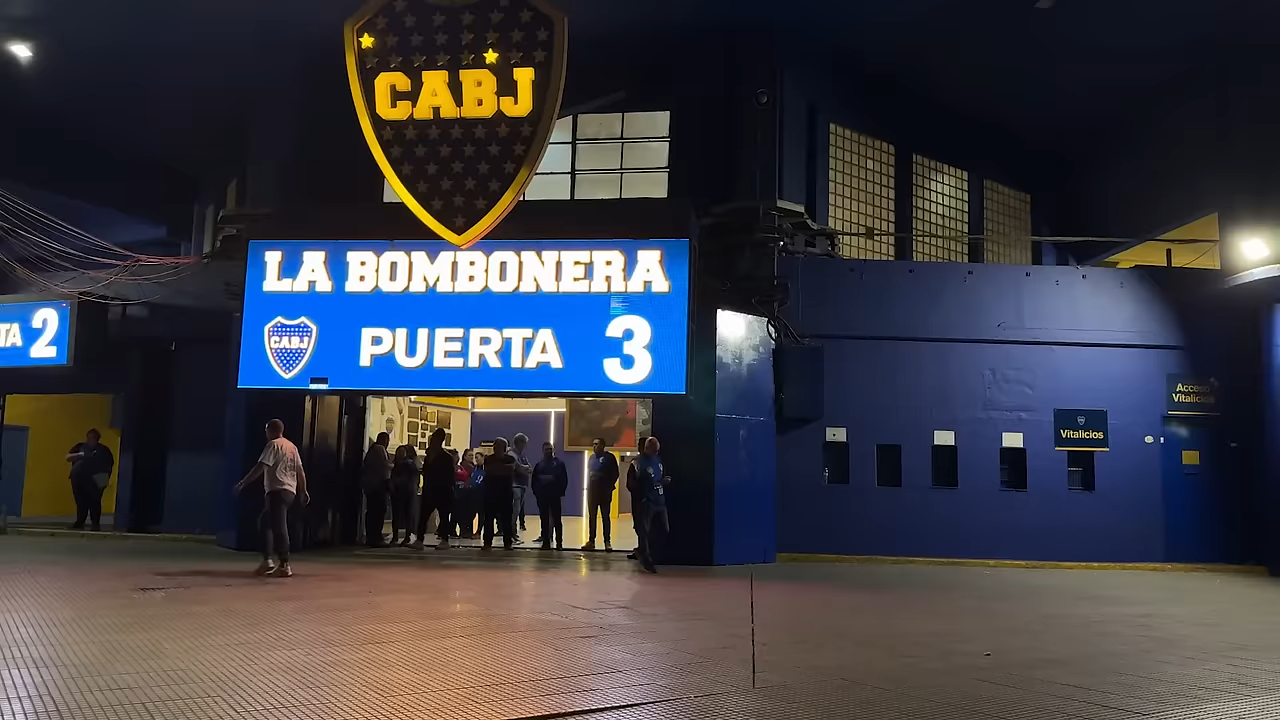 CABJ
LA BOMBONERA
CABJ
PUERTA 3
TA 2
Acceso
Vitalicios
Vitalicios